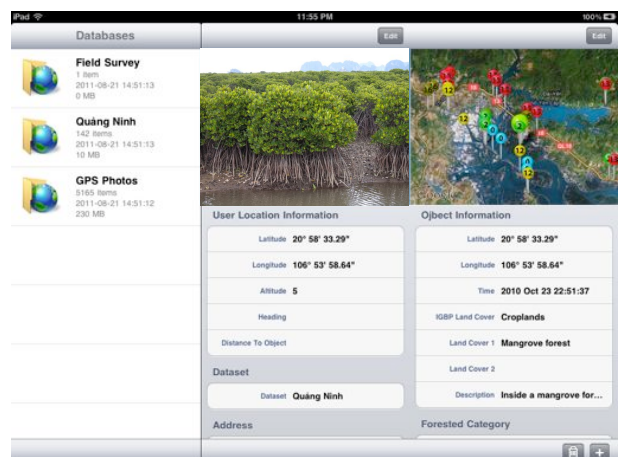 iPad
11:55 PM
100%
Databases
Edit
Edit
Field Survey
1 item
2011-08-21 14:51:13
0 MB
Quảng Ninh
142 items
2011-08-21 14:51:13
10 MB
GPS Photos
5165 items
2011-08-21 14:51:12
230 MB
User Location Information
Latitude 20° 58' 33.29"
Longitude 106° 53' 58.64"
Altitude 5
Heading
Distance To Object
Dataset
Dataset Quảng Ninh
Address
Ojbect Information
Latitude 20° 58' 33.29"
Longitude 106° 53' 58.64"
Time 2010 Oct 23 22:51:37
IGBP Land Cover Croplands
Land Cover 1 Mangrove forest
Land Cover 2
Description Inside a mangrove for...
Forested Category